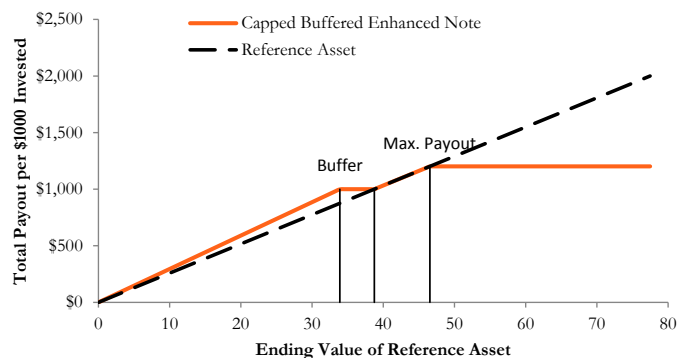 $2,500
Capped Buffered Enhanced Note
Reference Asset
$2,000
$1,500
Max. Payout
Buffer
$1,000
$500
$0
0 10 20 30 40 50 60 70 80
Total Payout per $1000 Invested
Ending Value of Reference Asset